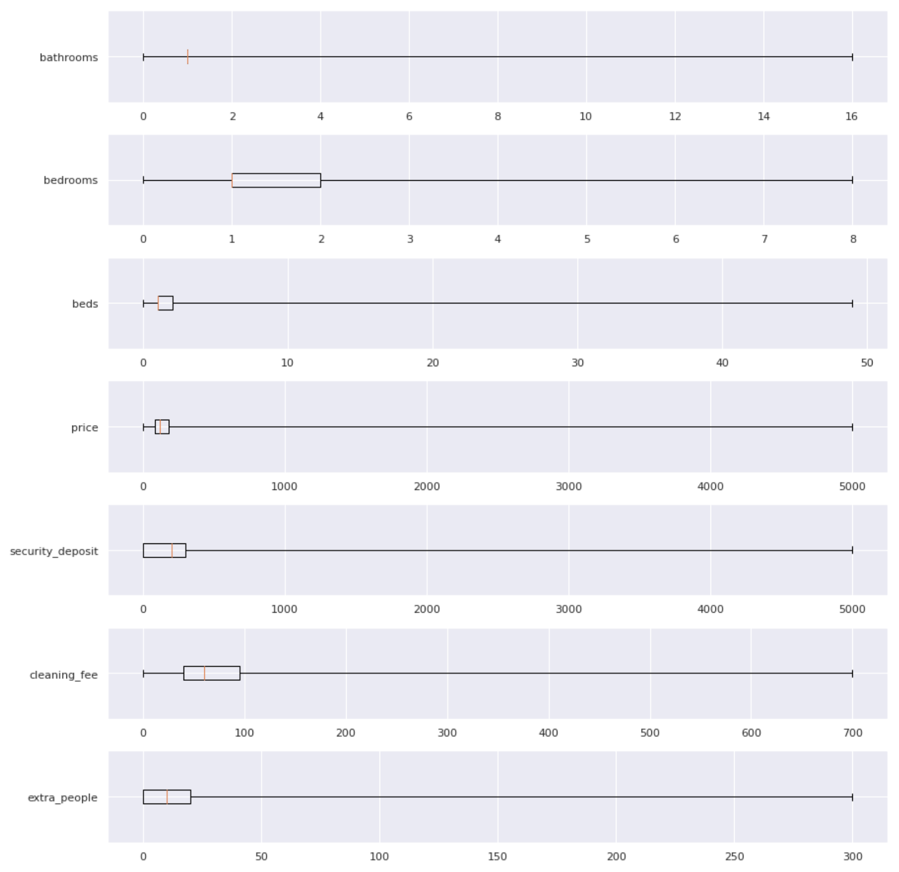 bathrooms
0 2 4 6 8 10 12 14 16
bedrooms
0 1 2 3 4 5 6 7 8
beds
0 10 20 30 40 50
price
0 1000 2000 3000 4000 5000
security_deposit
0 1000 2000 3000 4000 5000
cleaning_fee
0 100 200 300 400 500 600 700
extra_people
0 50 100 150 200 250 300